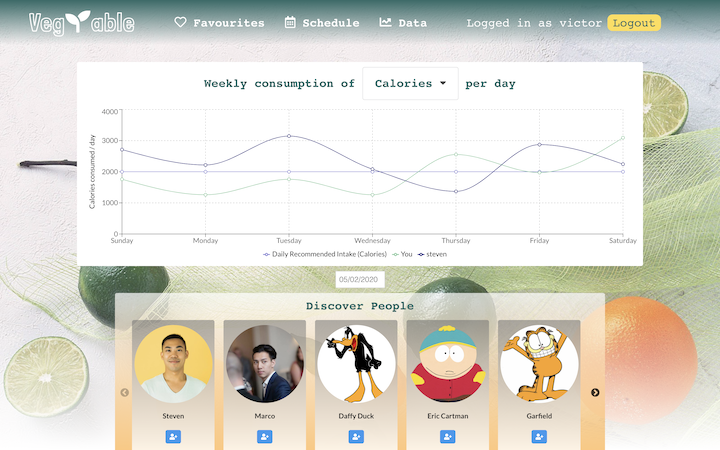 Vegtable
Favourites Schedule Data Logged in as victor Logout
Weekly consumption of Calories per day
4000
3000
2000
1000
0
Calories consumed / day
Sunday Monday Tuesday Wednesday Thursday Friday Saturday
Daily Recommended Intake (Calories) You steven
05/02/2020
Discover People
Steven Marco Daffy Duck Eric Cartman Garfield